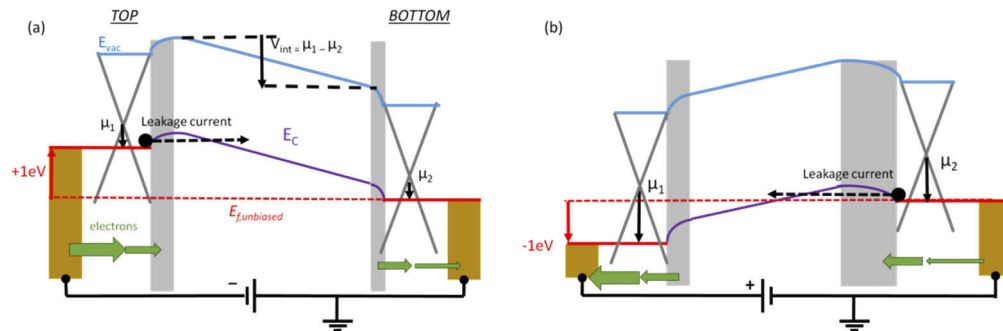 (a)
TOP
BOTTOM
E_vac
V_int = μ₁ – μ₂
μ₁
Leakage current
E_C
μ₂
+1eV
E_f,unbiased
electrons
–
(b)
Leakage current
μ₁
μ₂
-1eV
+